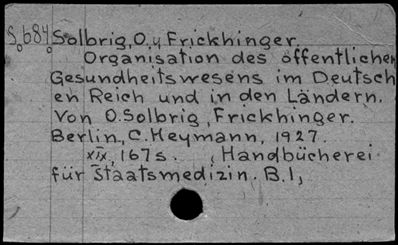 S.684. Solbrig, O. u Frickhinger.
Organisation des öffentlichen
Gesundheitswesens im Deutsch
en Reich und in den Ländern.
Von O. Solbrig, Frickhinger.
Berlin, C. Heymann, 1927.
XIX, 167 s. , Handbücherei
für Staatsmedizin. B. 1,